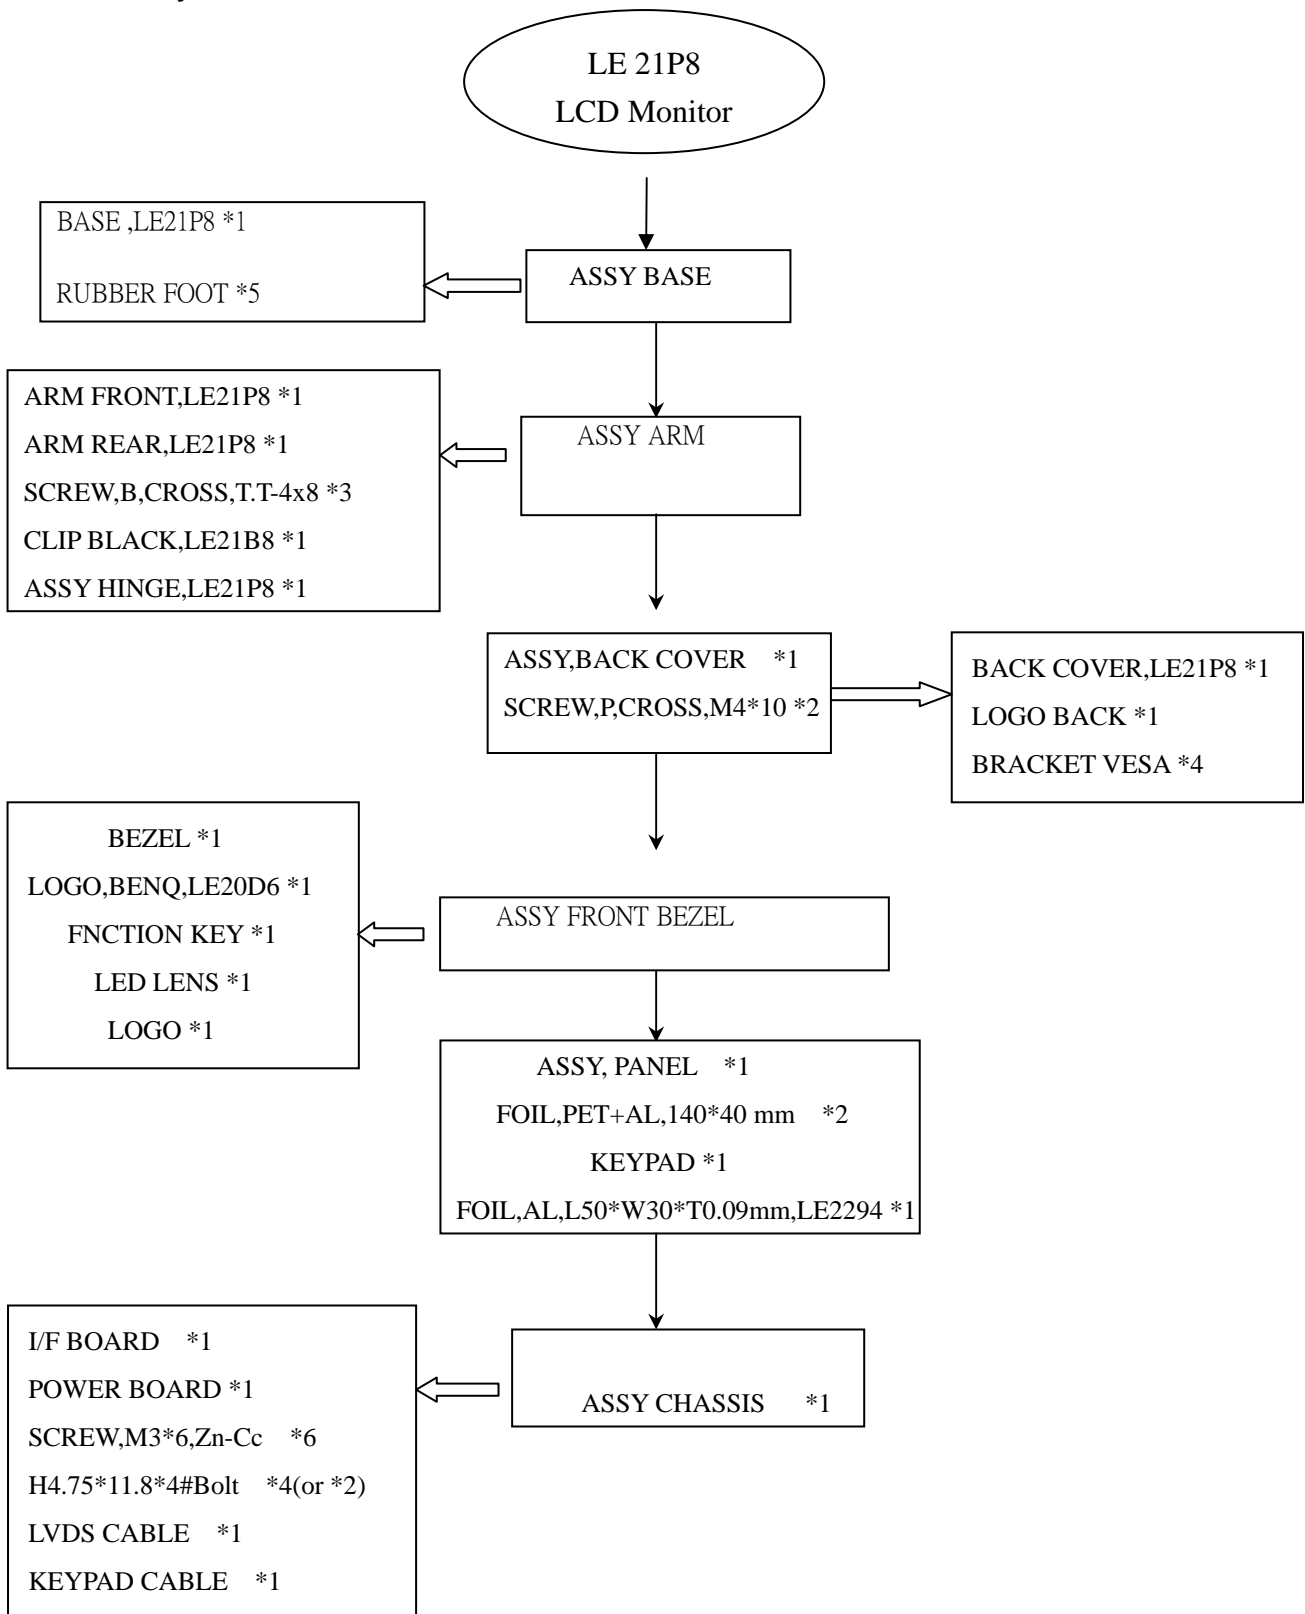 LE 21P8
LCD Monitor
BASE ,LE21P8 *1
RUBBER FOOT *5
ASSY BASE
ARM FRONT,LE21P8 *1
ARM REAR,LE21P8 *1
SCREW,B,CROSS,T.T-4x8 *3
CLIP BLACK,LE21B8 *1
ASSY HINGE,LE21P8 *1
ASSY ARM
ASSY,BACK COVER *1
SCREW,P,CROSS,M4*10 *2
BACK COVER,LE21P8 *1
LOGO BACK *1
BRACKET VESA *4
BEZEL *1
LOGO,BENQ,LE20D6 *1
FNCTION KEY *1
LED LENS *1
LOGO *1
ASSY FRONT BEZEL
ASSY, PANEL *1
FOIL,PET+AL,140*40 mm *2
KEYPAD *1
FOIL,AL,L50*W30*T0.09mm,LE2294 *1
I/F BOARD *1
POWER BOARD *1
SCREW,M3*6,Zn-Cc *6
H4.75*11.8*4#Bolt *4(or *2)
LVDS CABLE *1
KEYPAD CABLE *1
ASSY CHASSIS *1